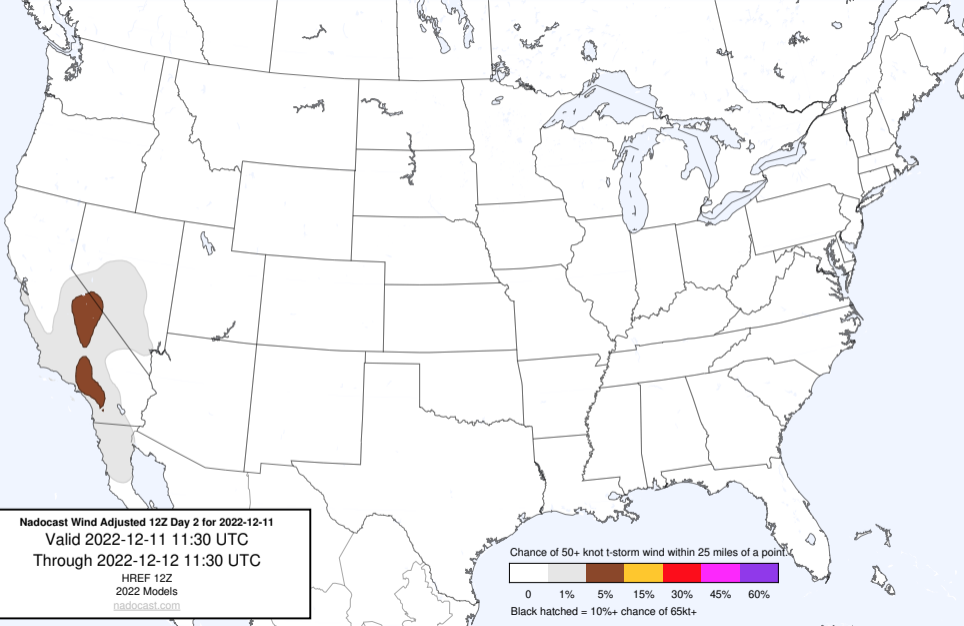 Nadocast Wind Adjusted 12Z Day 2 for 2022-12-11
Valid 2022-12-11 11:30 UTC
Through 2022-12-12 11:30 UTC
HREF 12Z
2022 Models
nadocast.com
Chance of 50+ knot t-storm wind within 25 miles of a point.
0 1% 5% 15% 30% 45% 60%
Black hatched = 10%+ chance of 65kt+